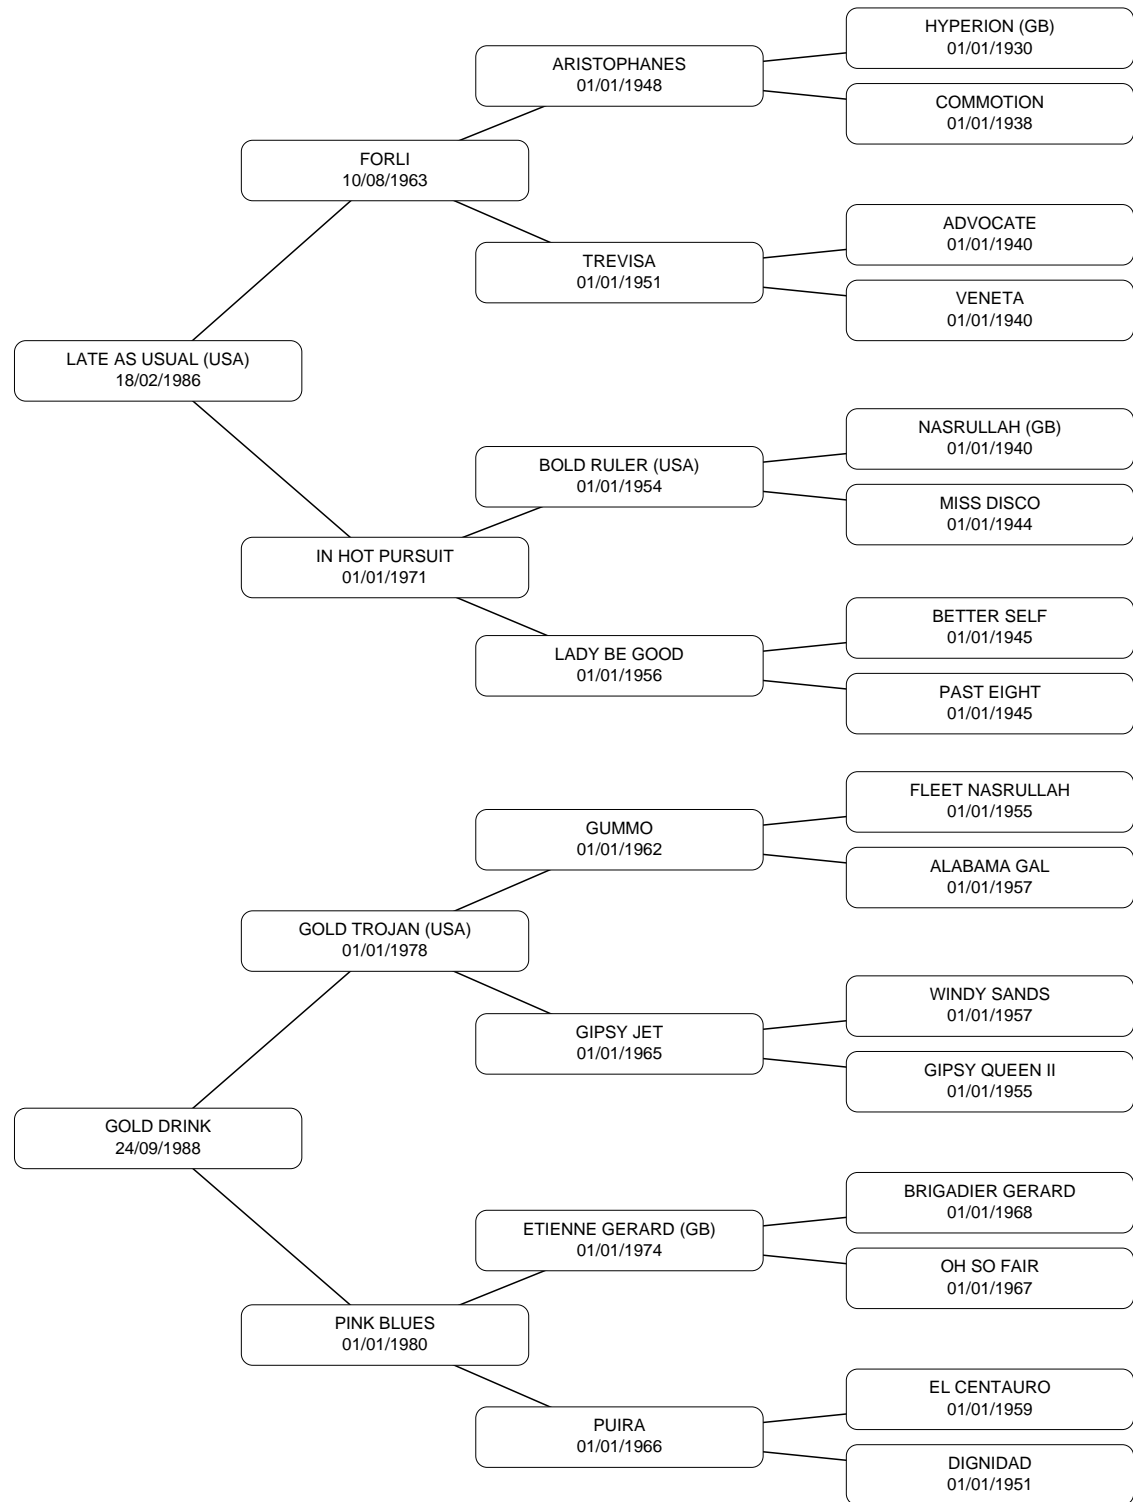 HYPERION (GB)
01/01/1930
ARISTOPHANES
01/01/1948
COMMOTION
01/01/1938
FORLI
10/08/1963
ADVOCATE
01/01/1940
TREVISA
01/01/1951
VENETA
01/01/1940
LATE AS USUAL (USA)
18/02/1986
NASRULLAH (GB)
01/01/1940
BOLD RULER (USA)
01/01/1954
MISS DISCO
01/01/1944
IN HOT PURSUIT
01/01/1971
BETTER SELF
01/01/1945
LADY BE GOOD
01/01/1956
PAST EIGHT
01/01/1945
FLEET NASRULLAH
01/01/1955
GUMMO
01/01/1962
ALABAMA GAL
01/01/1957
GOLD TROJAN (USA)
01/01/1978
WINDY SANDS
01/01/1957
GIPSY JET
01/01/1965
GIPSY QUEEN II
01/01/1955
GOLD DRINK
24/09/1988
BRIGADIER GERARD
01/01/1968
ETIENNE GERARD (GB)
01/01/1974
OH SO FAIR
01/01/1967
PINK BLUES
01/01/1980
EL CENTAURO
01/01/1959
PUIRA
01/01/1966
DIGNIDAD
01/01/1951